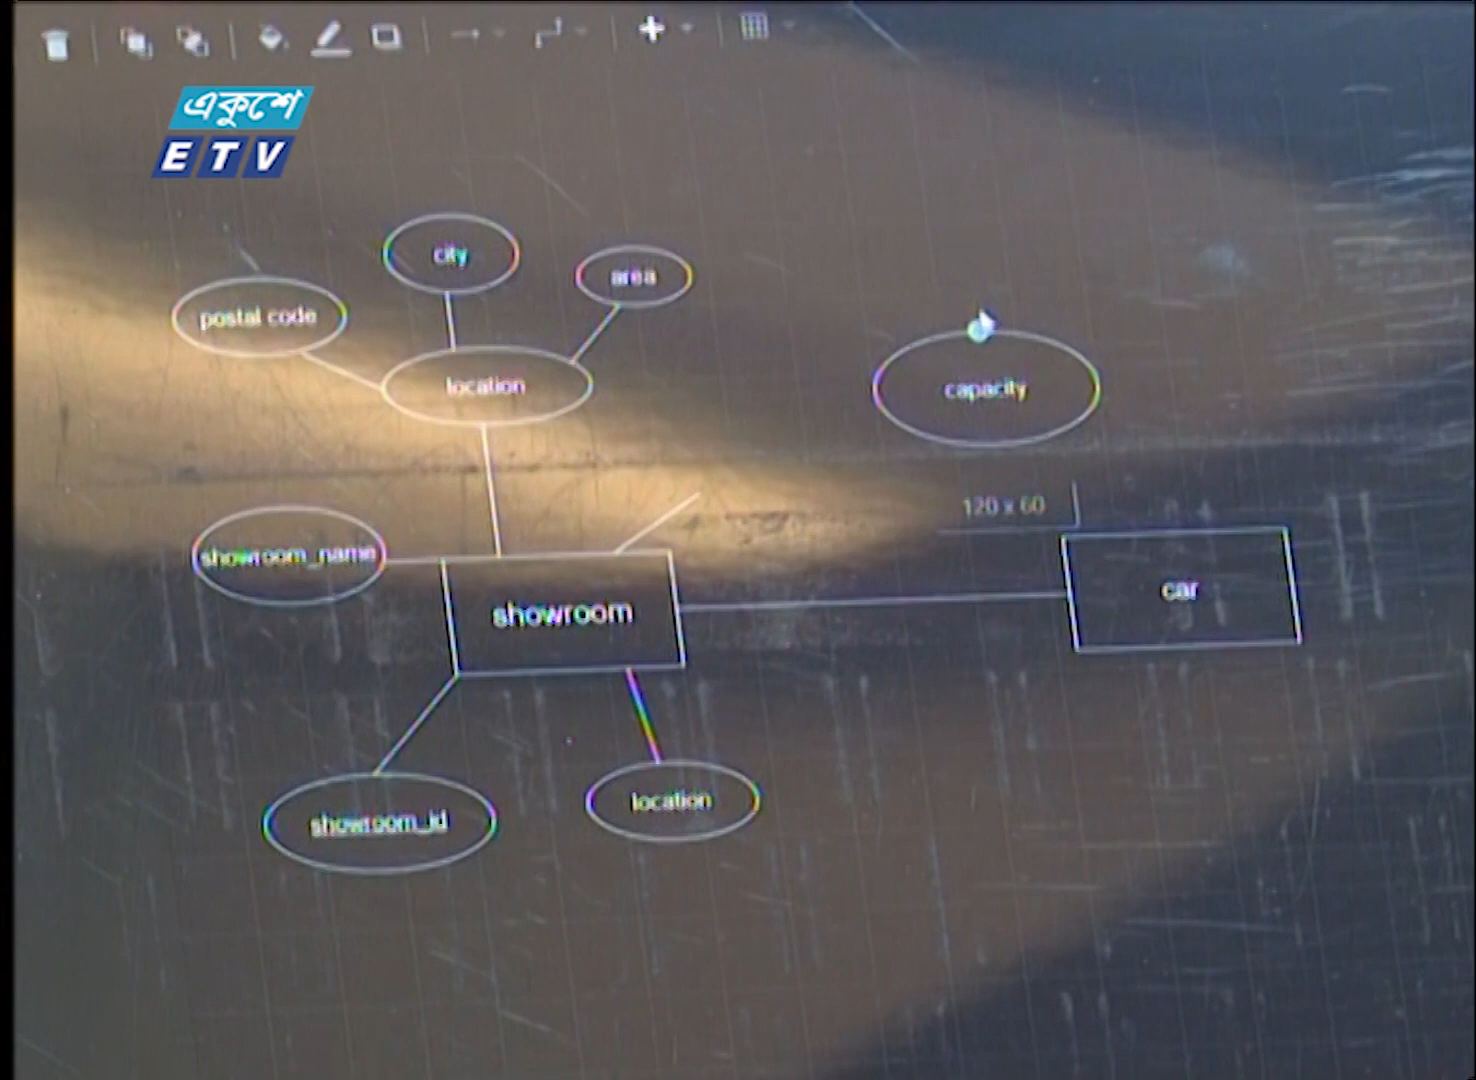 একুশে
ETV
city
area
postal code
location
capacity
120 x 60
showroom_name
showroom
car
showroom_id
location